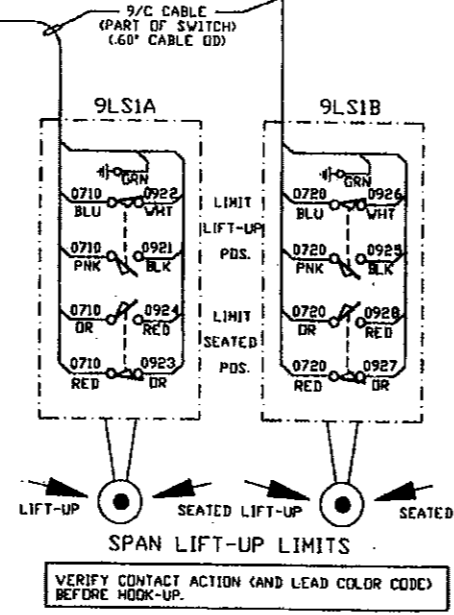 9/C CABLE
(PART OF SWITCH)
(.60" CABLE OD)
9LS1A
9LS1B
GRN
GRN
0710 0922
BLU WHT
LIMIT
0720 0926
BLU WHT
LIFT-UP
0710 0921
PNK BLK
POS.
0720 0925
PNK BLK
0710 0924
OR RED
LIMIT
0720 0928
OR RED
SEATED
0710 0923
RED OR
POS.
0720 0927
RED OR
LIFT-UP SEATED LIFT-UP SEATED
SPAN LIFT-UP LIMITS
VERIFY CONTACT ACTION (AND LEAD COLOR CODE)
BEFORE HOOK-UP.